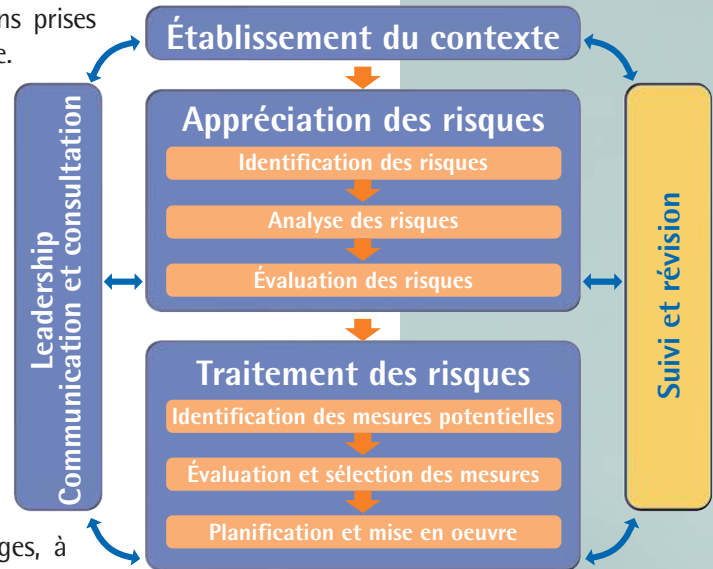 ns prises
e.
Établissement du contexte
Leadership
Communication et consultation
Appréciation des risques
Identification des risques
Analyse des risques
Évaluation des risques
Traitement des risques
Identification des mesures potentielles
Évaluation et sélection des mesures
Planification et mise en oeuvre
Suivi et révision
ges, à